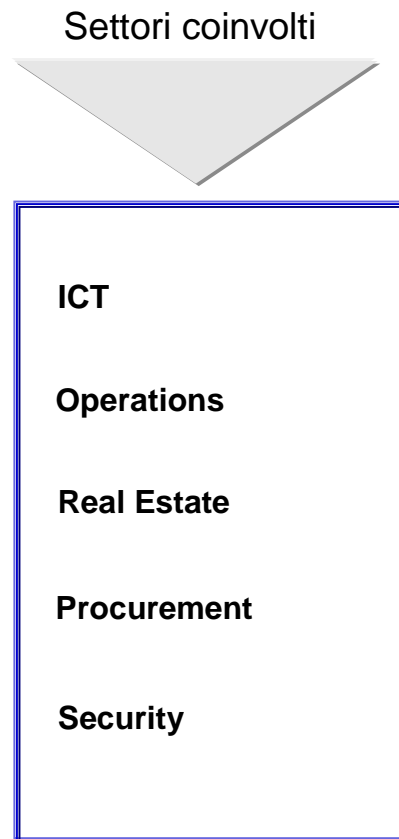 Settori coinvolti
ICT
Operations
Real Estate
Procurement
Security